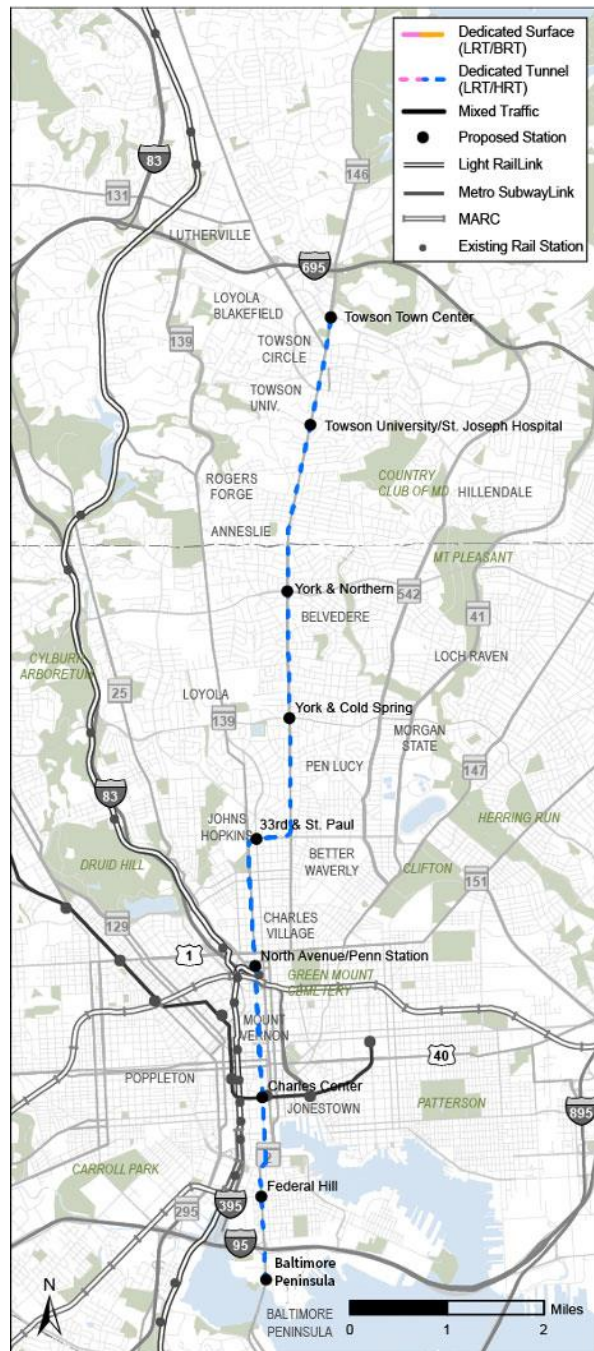 Dedicated Surface
(LRT/BRT)
Dedicated Tunnel
(LRT/HRT)
Mixed Traffic
Proposed Station
Light RailLink
Metro SubwayLink
MARC
Existing Rail Station
83
146
131
LUTHERVILLE
695
LOYOLA
BLAKEFIELD
Towson Town Center
139
TOWSON
CIRCLE
TOWSON
UNIV.
Towson University/St. Joseph Hospital
ROGERS
FORGE
COUNTRY
CLUB OF MD
HILLENDALE
ANNESLIE
MT PLEASANT
York & Northern
542
BELVEDERE
41
CYLBURN
ARBORETUM
LOCH RAVEN
25
LOYOLA
139
York & Cold Spring
MORGAN
STATE
PEN LUCY
147
83
JOHNS
HOPKINS
33rd & St. Paul
HERRING RUN
DRUID HILL
BETTER
WAVERLY
CLIFTON
151
129
CHARLES
VILLAGE
1
North Avenue/Penn Station
GREEN MOUNT
CEMETERY
MOUNT
VERNON
40
POPPLETON
Charles Center
JONESTOWN
PATTERSON
895
2
CARROLL PARK
Federal Hill
295
395
95
Baltimore
Peninsula
N
BALTIMORE
PENINSULA
Miles
0 1 2